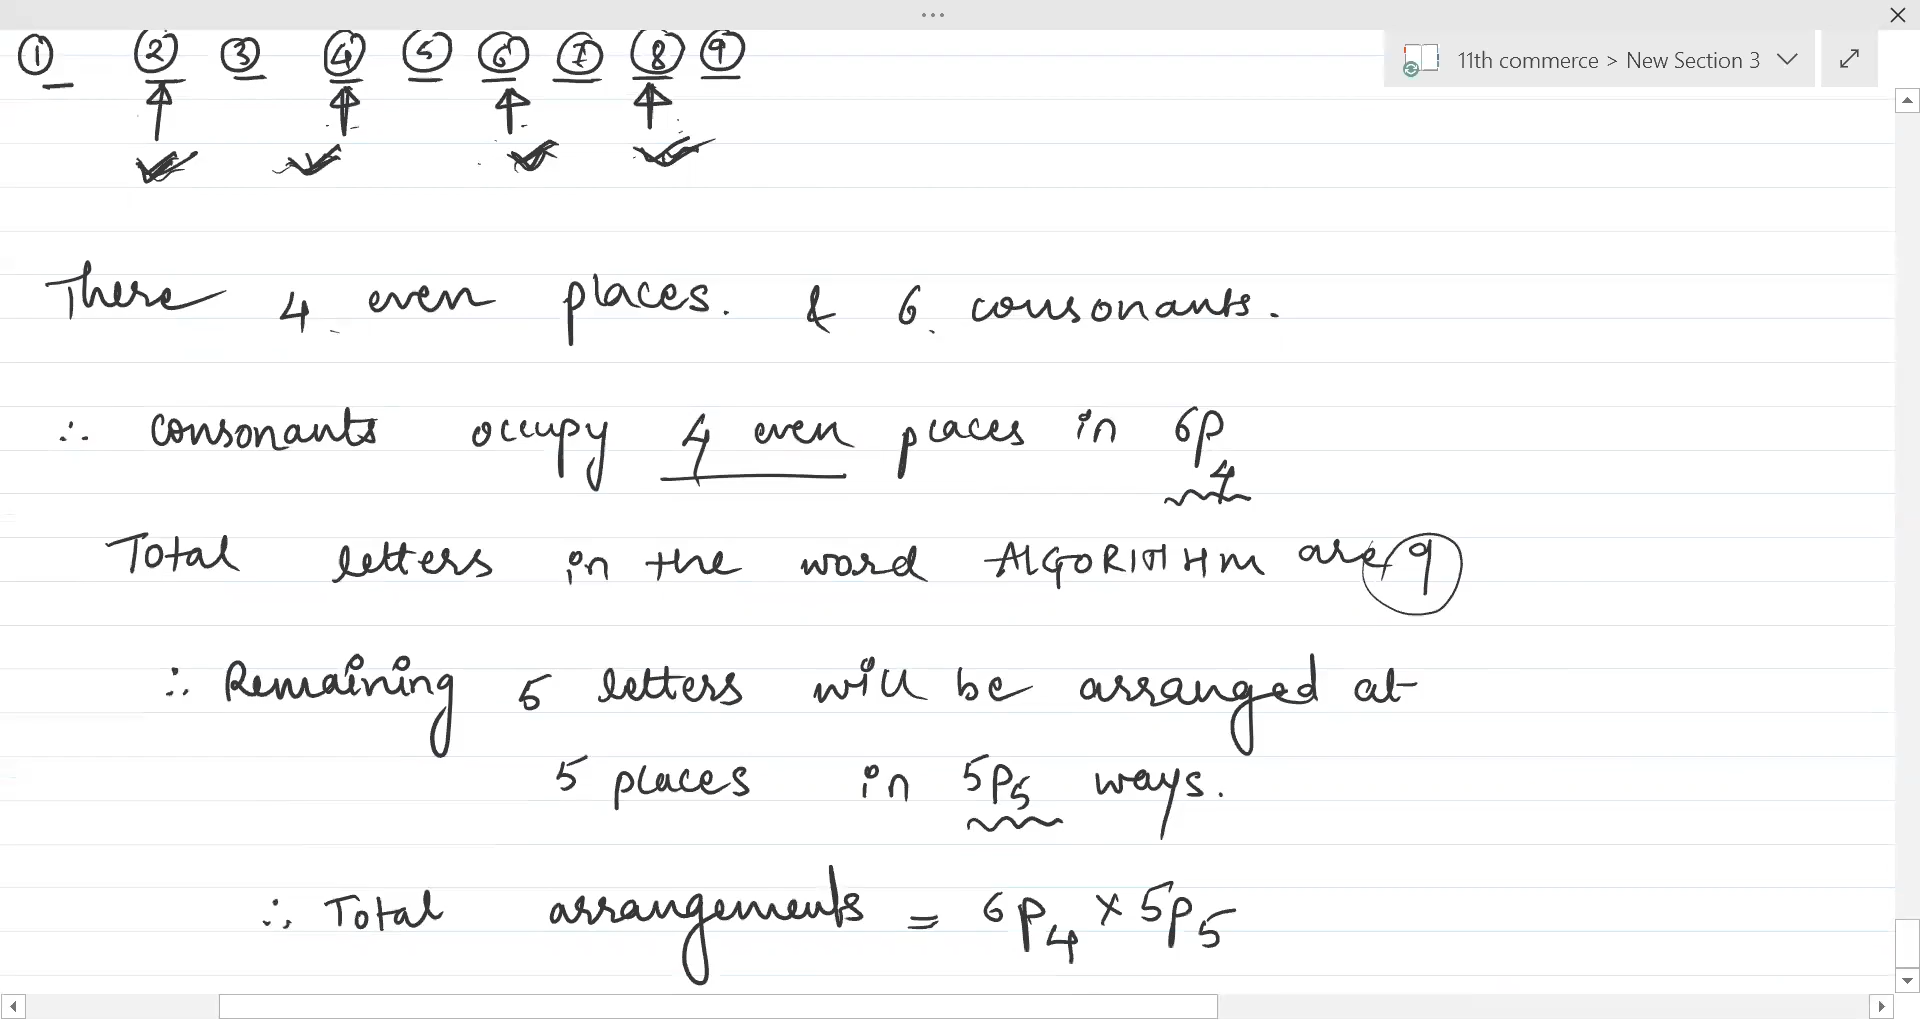 ① ② ③ ④ ⑤ ⑥ ⑦ ⑧ ⑨
11th commerce > New Section 3
There 4 even places. & 6 consonants.
∴ consonants occupy 4 even places in 6P4
Total letters in the word ALGORITHM are 9
∴ Remaining 5 letters will be arranged at
5 places in 5P5 ways.
∴ Total arrangements = 6P4 × 5P5